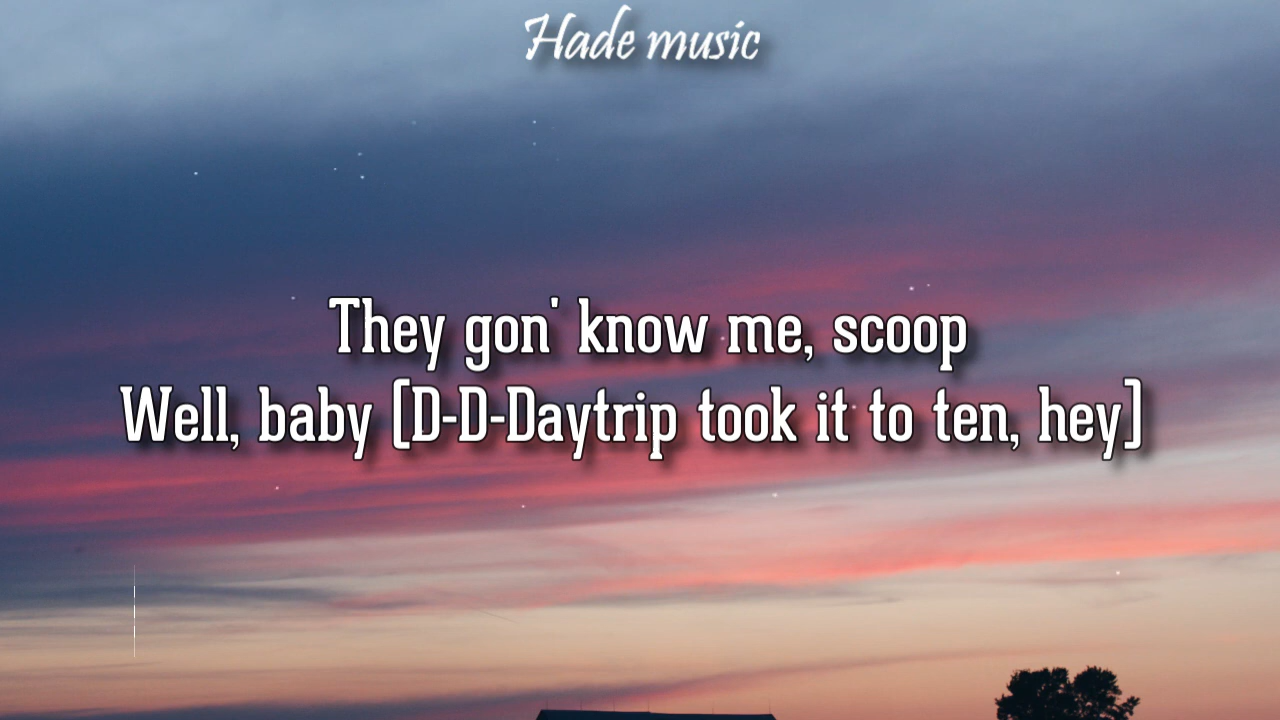 Hade music
They gon' know me, scoop
Well, baby (D-D-Daytrip took it to ten, hey)